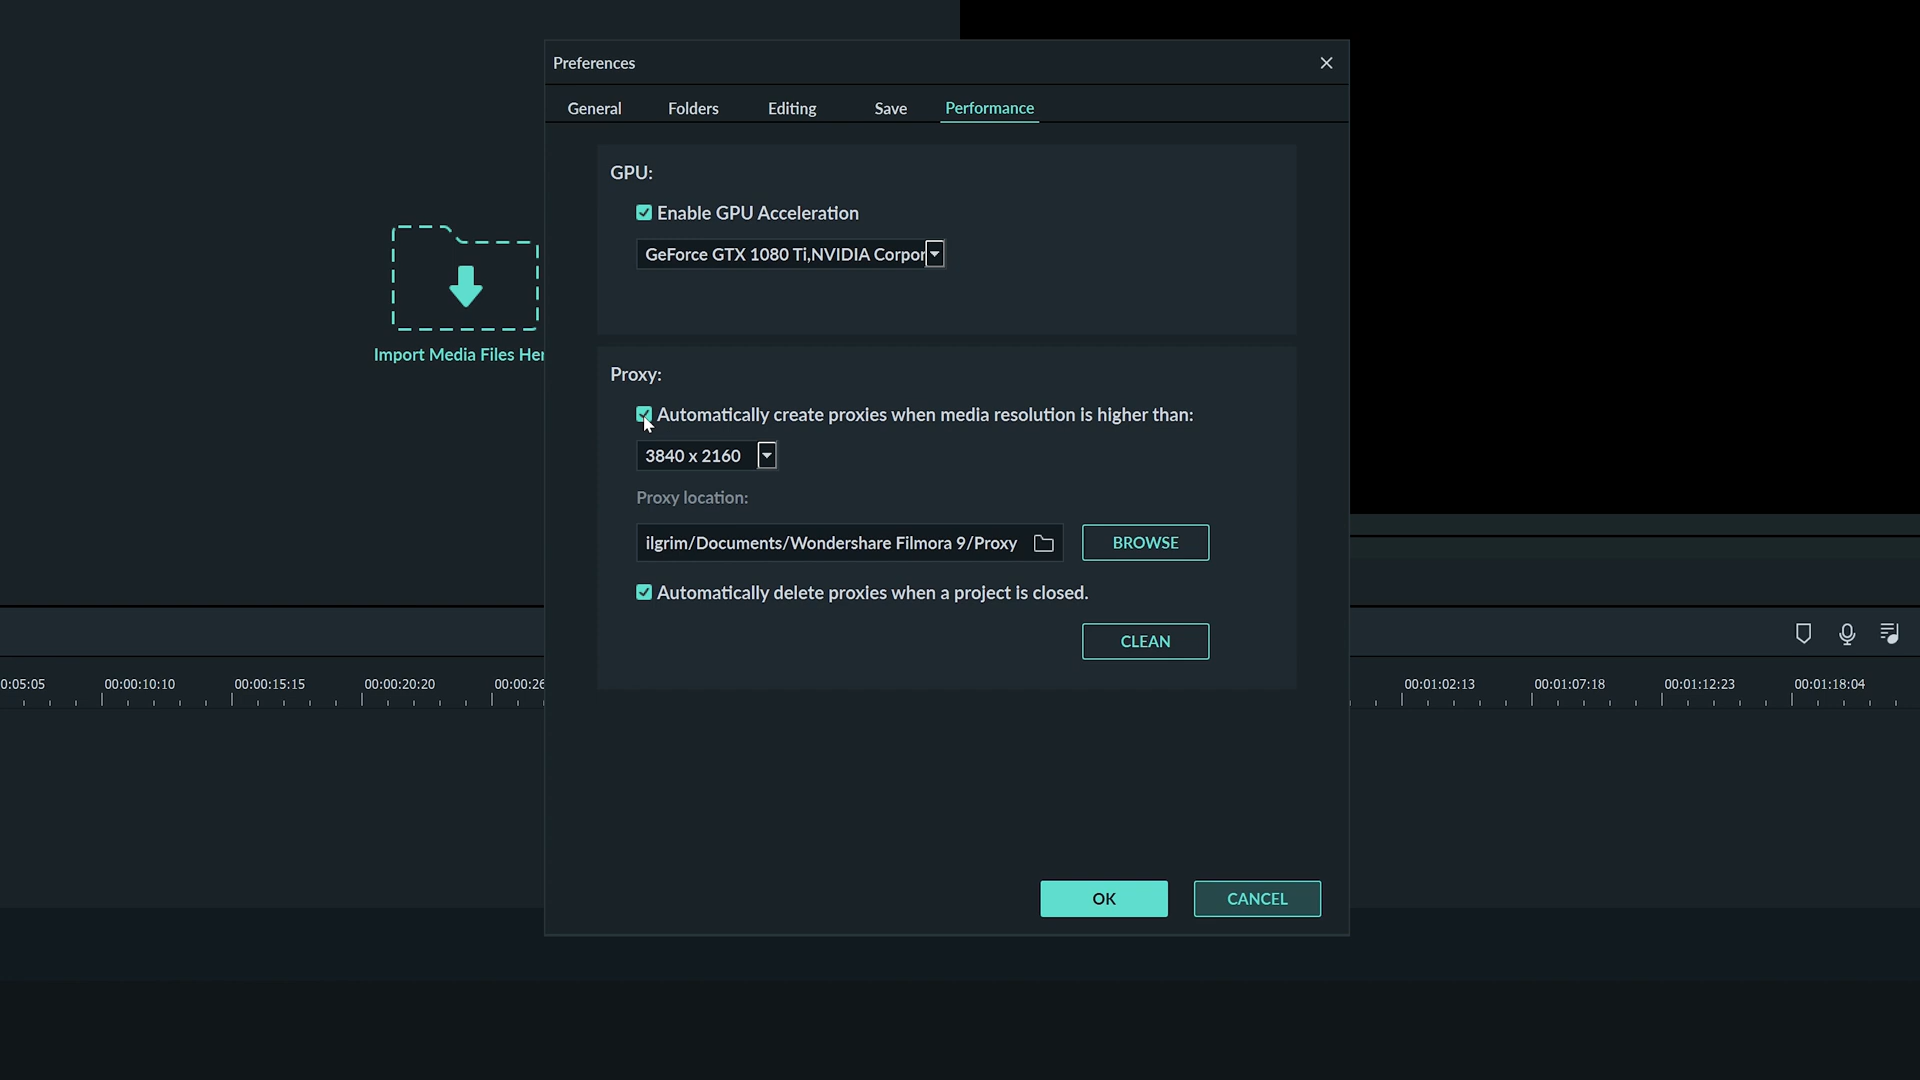 Preferences
General Folders Editing Save Performance
GPU:
Enable GPU Acceleration
GeForce GTX 1080 Ti,NVIDIA Corpor
Import Media Files Her
Proxy:
Automatically create proxies when media resolution is higher than:
3840 x 2160
Proxy location:
ilgrim/Documents/Wondershare Filmora 9/Proxy
BROWSE
Automatically delete proxies when a project is closed.
CLEAN
0:05:05 00:00:10:10 00:00:15:15 00:00:20:20 00:00:26 00:01:02:13 00:01:07:18 00:01:12:23 00:01:18:04
OK CANCEL